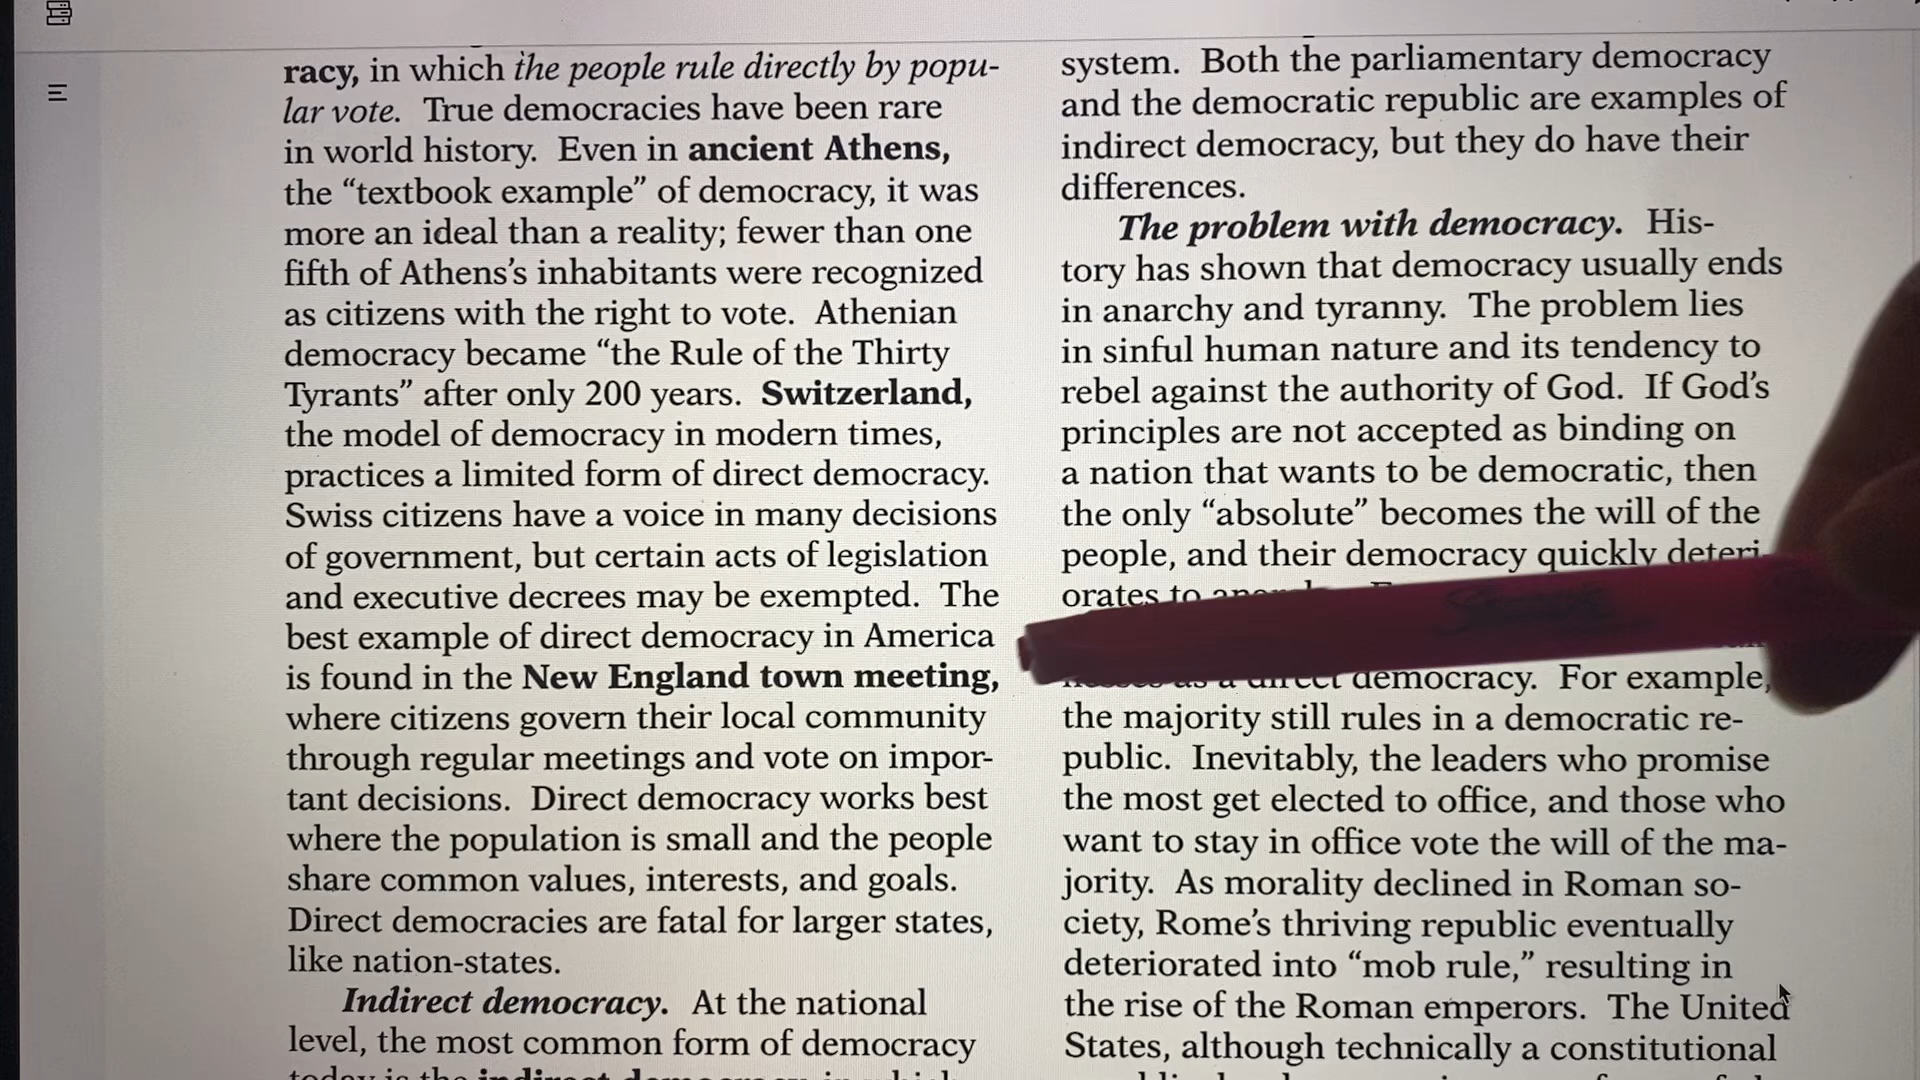 racy, in which the people rule directly by popu-
lar vote. True democracies have been rare
in world history. Even in ancient Athens,
the “textbook example” of democracy, it was
more an ideal than a reality; fewer than one
fifth of Athens’s inhabitants were recognized
as citizens with the right to vote. Athenian
democracy became “the Rule of the Thirty
Tyrants” after only 200 years. Switzerland,
the model of democracy in modern times,
practices a limited form of direct democracy.
Swiss citizens have a voice in many decisions
of government, but certain acts of legislation
and executive decrees may be exempted. The
best example of direct democracy in America
is found in the New England town meeting,
where citizens govern their local community
through regular meetings and vote on impor-
tant decisions. Direct democracy works best
where the population is small and the people
share common values, interests, and goals.
Direct democracies are fatal for larger states,
like nation-states.
Indirect democracy. At the national
level, the most common form of democracy
today is the indirect democracy, in which
system. Both the parliamentary democracy
and the democratic republic are examples of
indirect democracy, but they do have their
differences.
The problem with democracy. His-
tory has shown that democracy usually ends
in anarchy and tyranny. The problem lies
in sinful human nature and its tendency to
rebel against the authority of God. If God’s
principles are not accepted as binding on
a nation that wants to be democratic, then
the only “absolute” becomes the will of the
people, and their democracy quickly deteri-
orates to
as a direct democracy. For example,
the majority still rules in a democratic re-
public. Inevitably, the leaders who promise
the most get elected to office, and those who
want to stay in office vote the will of the ma-
jority. As morality declined in Roman so-
ciety, Rome’s thriving republic eventually
deteriorated into “mob rule,” resulting in
the rise of the Roman emperors. The United
States, although technically a constitutional